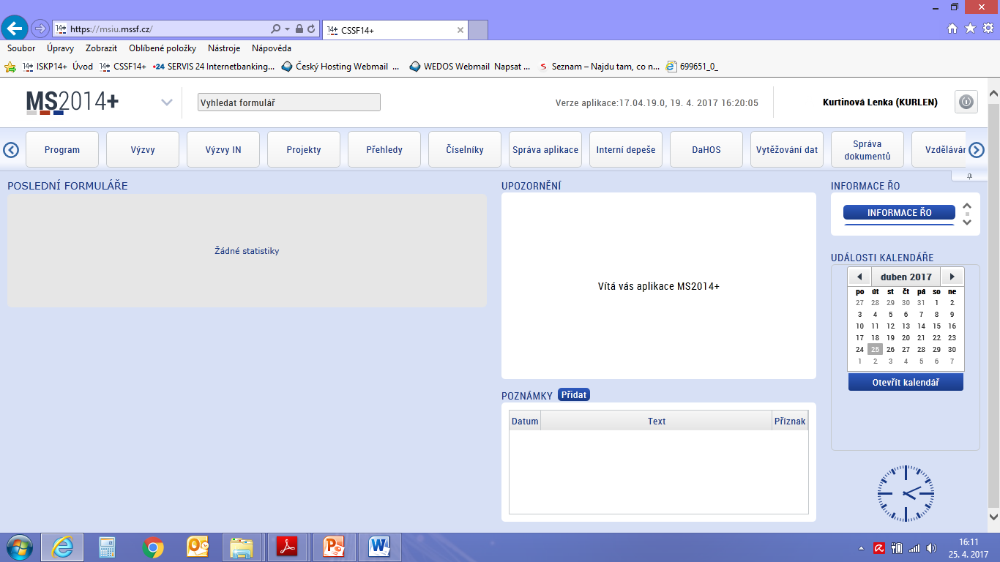 https://msiu.mssf.cz/
CSSF14+
Soubor Úpravy Zobrazit Oblíbené položky Nástroje Nápověda
ISKP14+ Úvod CSSF14+ SERVIS 24 Internetbanking... Český Hosting Webmail ... WEDOS Webmail Napsat ... Seznam – Najdu tam, co n... 699651_0_
MS2014+
Vyhledat formulář
Verze aplikace:17.04.19.0, 19. 4. 2017 16:20:05
Kurtinová Lenka (KURLEN)
Program Výzvy Výzvy IN Projekty Přehledy Číselníky Správa aplikace Interní depeše DaHOS Vytěžování dat Správa dokumentů Vzděláván
POSLEDNÍ FORMULÁŘE
Žádné statistiky
UPOZORNĚNÍ
Vítá vás aplikace MS2014+
POZNÁMKY Přidat
Datum Text Příznak
INFORMACE ŘO
INFORMACE ŘO
UDÁLOSTI KALENDÁŘE
duben 2017
po út st čt pá so ne
27 28 29 30 31 1 2
3 4 5 6 7 8 9
10 11 12 13 14 15 16
17 18 19 20 21 22 23
24 25 26 27 28 29 30
1 2 3 4 5 6 7
Otevřít kalendář
16:11
25. 4. 2017